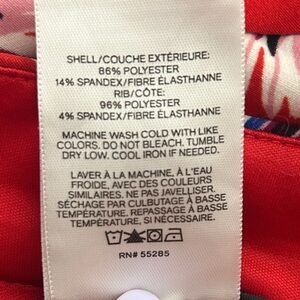 SHELL/COUCHE EXTÉRIEURE:
86% POLYESTER
14% SPANDEX/FIBRE ÉLASTHANNE
RIB/CÔTE:
96% POLYESTER
4% SPANDEX/FIBRE ÉLASTHANNE
MACHINE WASH COLD WITH LIKE
COLORS. DO NOT BLEACH. TUMBLE
DRY LOW. COOL IRON IF NEEDED.
LAVER À LA MACHINE, À L'EAU
FROIDE, AVEC DES COULEURS
SIMILAIRES. NE PAS JAVELLISER.
SÉCHAGE PAR CULBUTAGE À BASSE
TEMPÉRATURE. REPASSAGE À BASSE
TEMPÉRATURE, SI NÉCESSAIRE.
RN# 55285